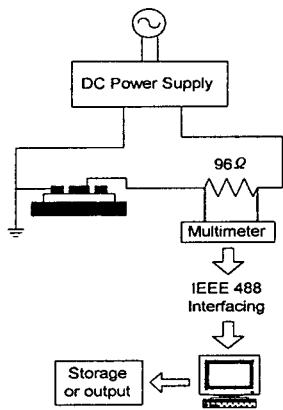 DC Power Supply
96Ω
Multimeter
IEEE 488
Interfacing
Storage
or output